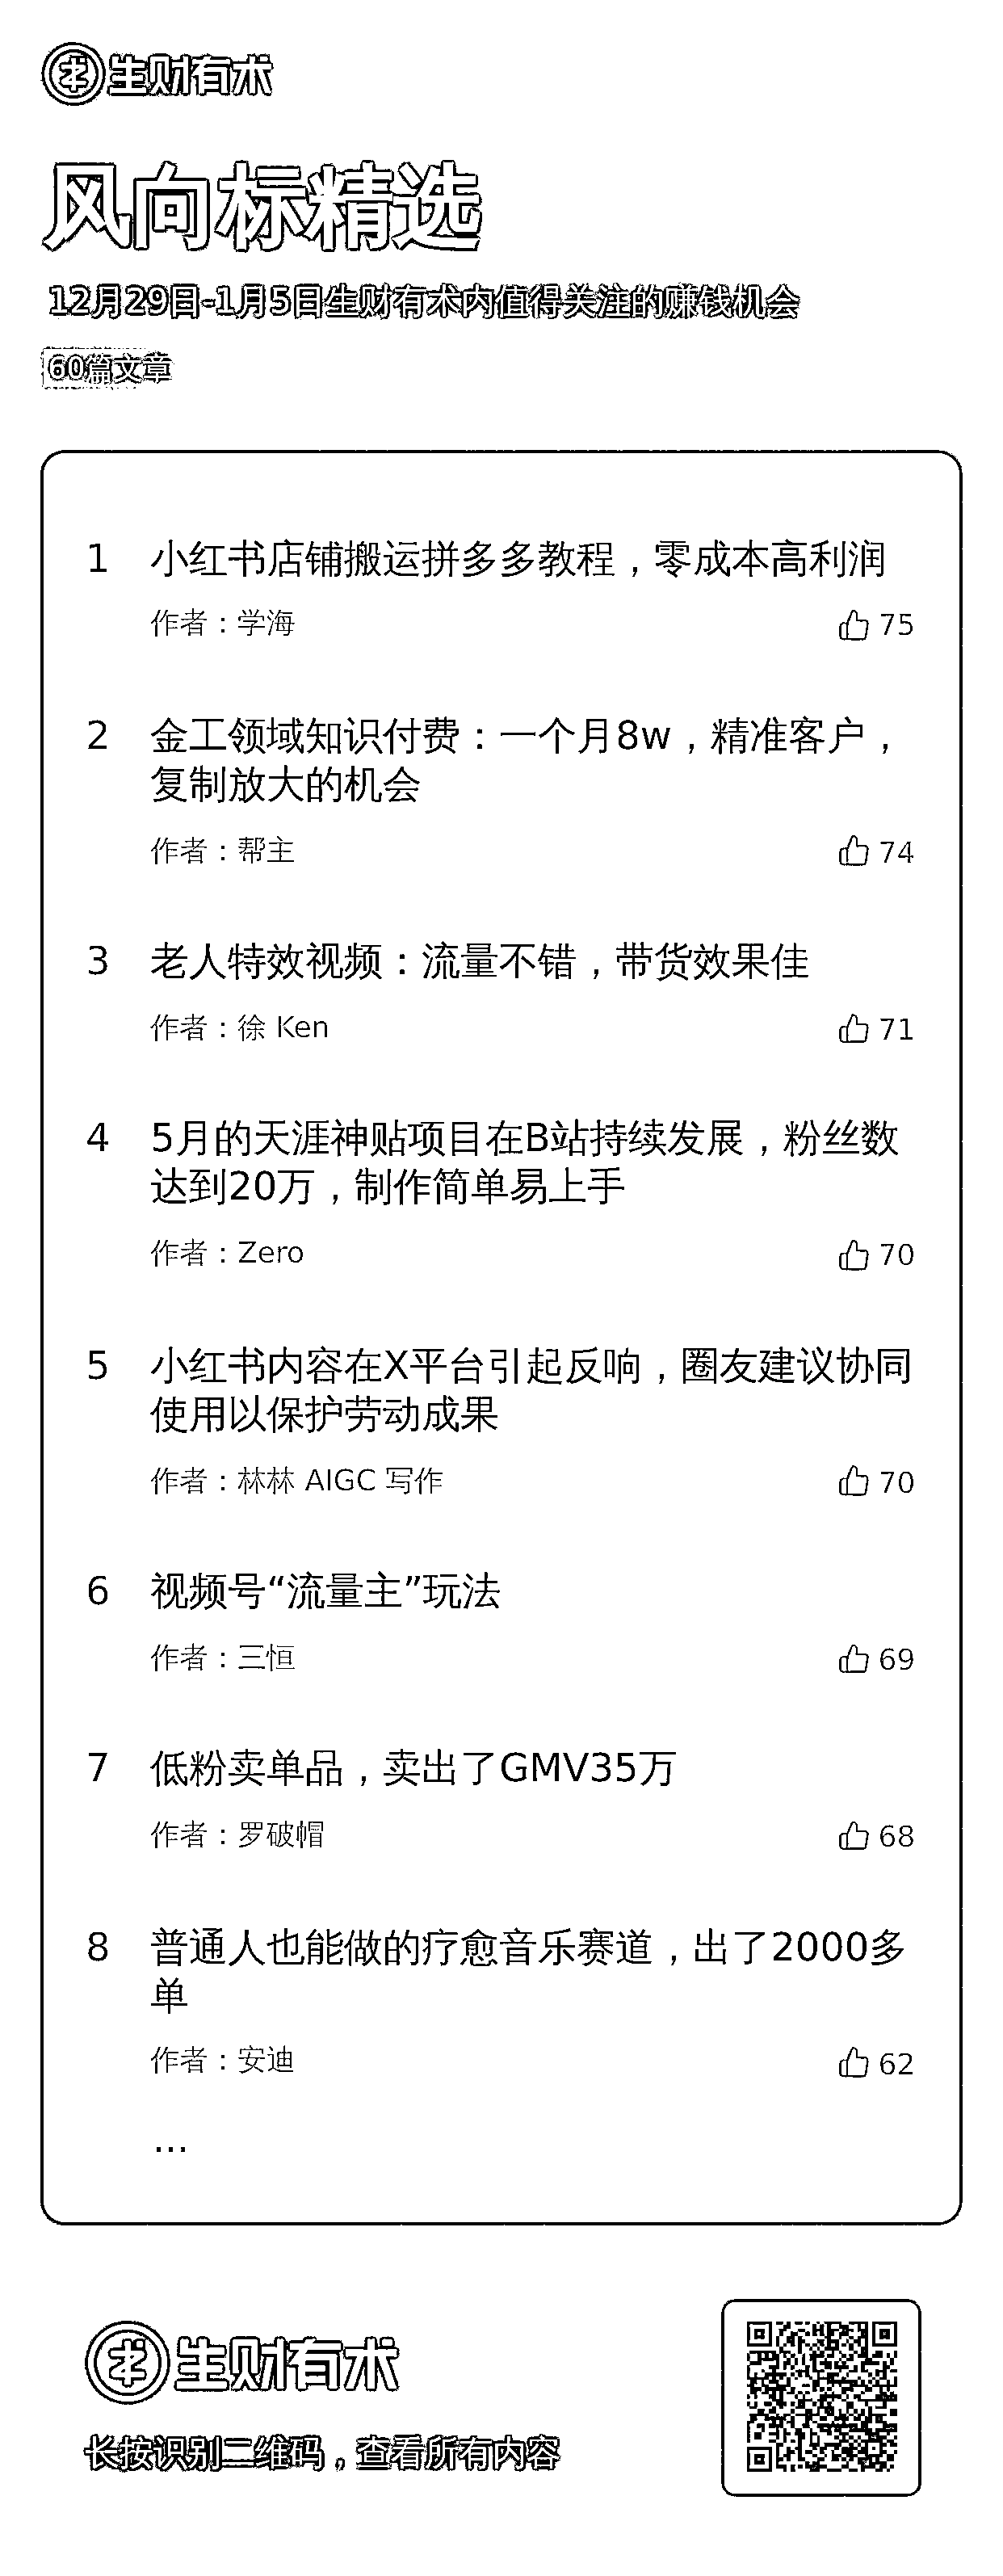 生财有术
风向标精选
12月29日-1月5日生财有术内值得关注的赚钱机会
60篇文章
1 小红书店铺搬运拼多多教程，零成本高利润
作者：学海 75
2 金工领域知识付费：一个月8w，精准客户，
复制放大的机会
作者：帮主 74
3 老人特效视频：流量不错，带货效果佳
作者：徐 Ken 71
4 5月的天涯神贴项目在B站持续发展，粉丝数
达到20万，制作简单易上手
作者：Zero 70
5 小红书内容在X平台引起反响，圈友建议协同
使用以保护劳动成果
作者：林林 AIGC 写作 70
6 视频号“流量主”玩法
作者：三恒 69
7 低粉卖单品，卖出了GMV35万
作者：罗破帽 68
8 普通人也能做的疗愈音乐赛道，出了2000多
单
作者：安迪 62
...
生财有术
长按识别二维码，查看所有内容